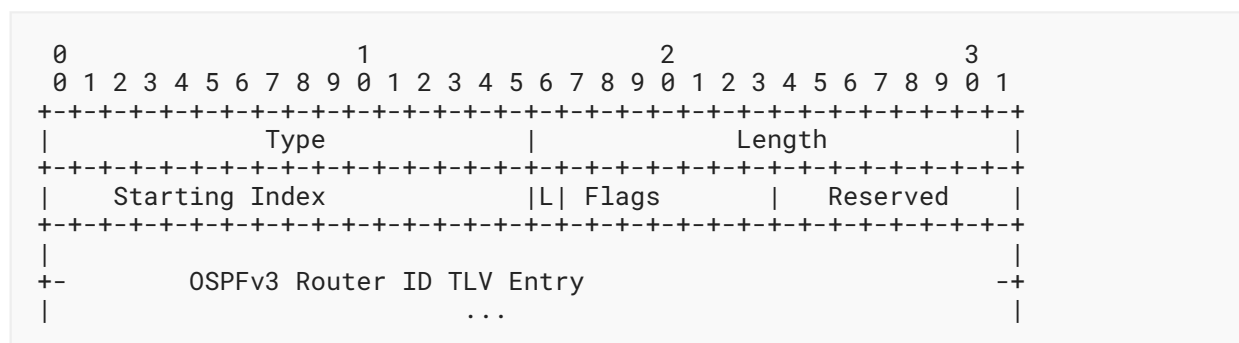 0                   1                   2                   3
 0 1 2 3 4 5 6 7 8 9 0 1 2 3 4 5 6 7 8 9 0 1 2 3 4 5 6 7 8 9 0 1
+-+-+-+-+-+-+-+-+-+-+-+-+-+-+-+-+-+-+-+-+-+-+-+-+-+-+-+-+-+-+-+-+
|              Type             |             Length            |
+-+-+-+-+-+-+-+-+-+-+-+-+-+-+-+-+-+-+-+-+-+-+-+-+-+-+-+-+-+-+-+-+
|    Starting Index             |L| Flags       |   Reserved    |
+-+-+-+-+-+-+-+-+-+-+-+-+-+-+-+-+-+-+-+-+-+-+-+-+-+-+-+-+-+-+-+-+
|                                                               |
+-        OSPFv3 Router ID TLV Entry                           -+
|                           ...                                 |